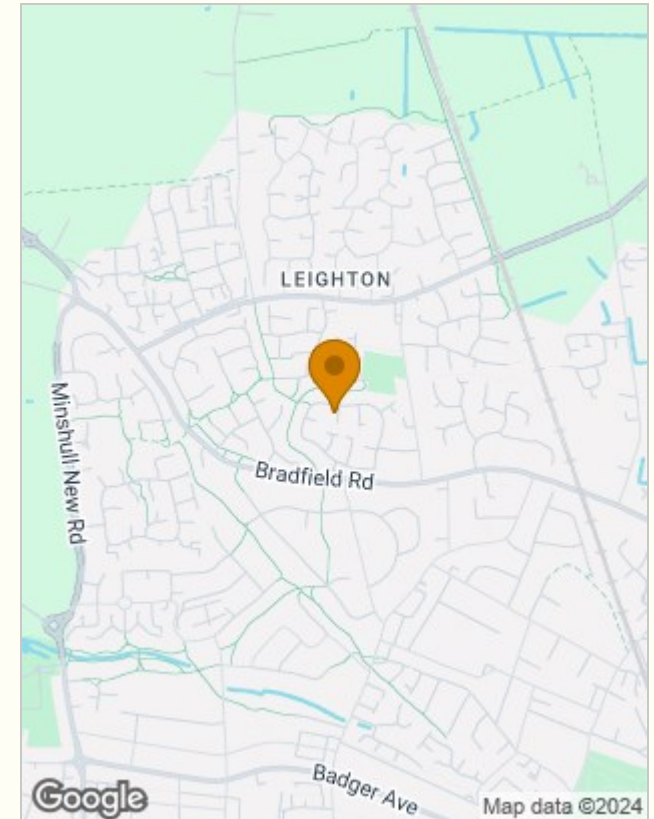 LEIGHTON
Minshull New Rd
Bradfield Rd
Badger Ave
Google
Map data ©2024